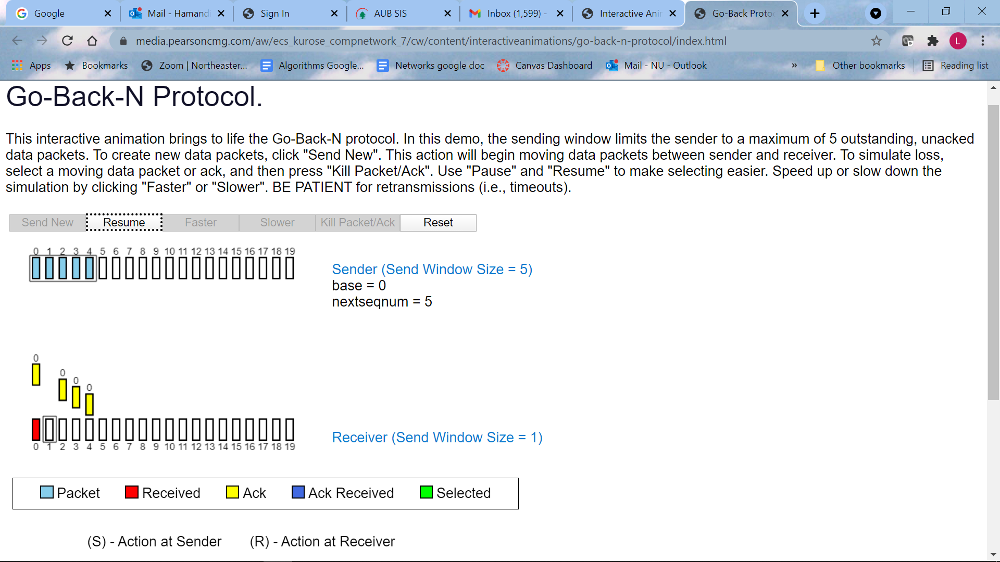 Google
Mail - Hamandi
Sign In
AUB SIS
Inbox (1,599) -
Interactive Ani
Go-Back Proto
media.pearsoncmg.com/aw/ecs_kurose_compnetwork_7/cw/content/interactiveanimations/go-back-n-protocol/index.html
L
Apps
Bookmarks
Zoom | Northeaster...
Algorithms Google...
Networks google doc
Canvas Dashboard
Mail - NU - Outlook
»
Other bookmarks
Reading list
Go-Back-N Protocol.
This interactive animation brings to life the Go-Back-N protocol. In this demo, the sending window limits the sender to a maximum of 5 outstanding, unacked
data packets. To create new data packets, click "Send New". This action will begin moving data packets between sender and receiver. To simulate loss,
select a moving data packet or ack, and then press "Kill Packet/Ack". Use "Pause" and "Resume" to make selecting easier. Speed up or slow down the
simulation by clicking "Faster" or "Slower". BE PATIENT for retransmissions (i.e., timeouts).
Send New Resume Faster Slower Kill Packet/Ack Reset
0 1 2 3 4 5 6 7 8 9 10 11 12 13 14 15 16 17 18 19
Sender (Send Window Size = 5)
base = 0
nextseqnum = 5
0
0
0
0
Receiver (Send Window Size = 1)
0 1 2 3 4 5 6 7 8 9 10 11 12 13 14 15 16 17 18 19
Packet Received Ack Ack Received Selected
(S) - Action at Sender (R) - Action at Receiver